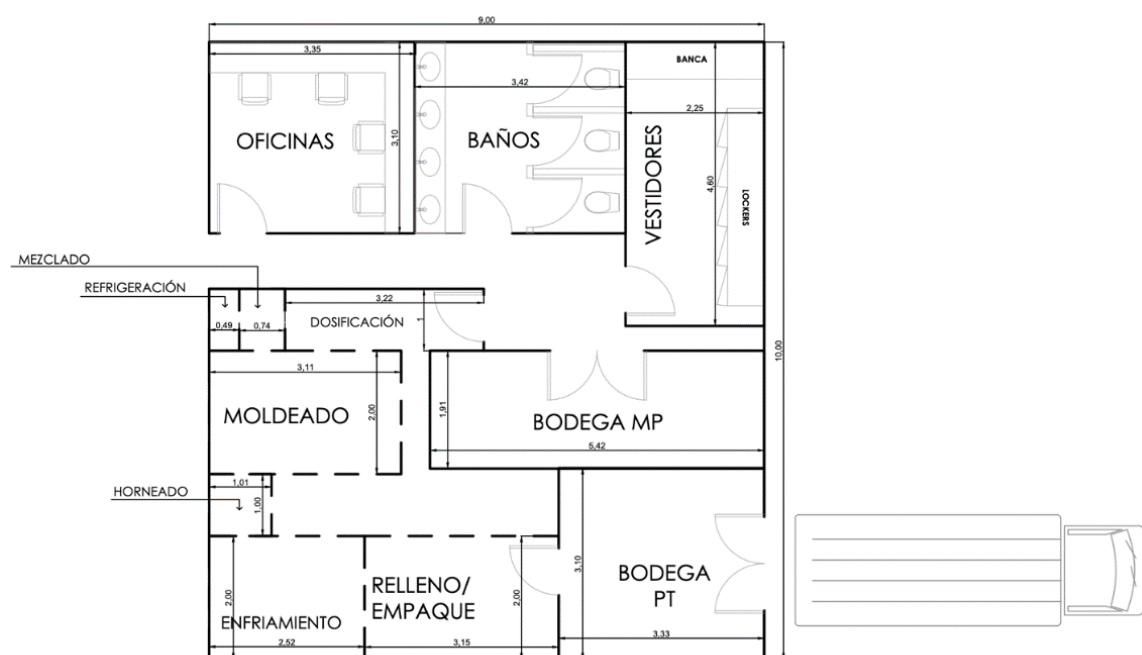 9,00
3,35
BANCA
3,42
2,25
OFICINAS
3,10
BAÑOS
VESTIDORES
4,60
LOCKERS
MEZCLADO
REFRIGERACIÓN
3,22
0,49
0,74
DOSIFICACIÓN
1
10,00
3,11
MOLDEADO
2,00
1,91
BODEGA MP
5,42
1,01
HORNEADO
1,00
2,00
ENFRIAMIENTO
2,52
RELLENO/
EMPAQUE
2,00
3,15
3,10
BODEGA
PT
3,33